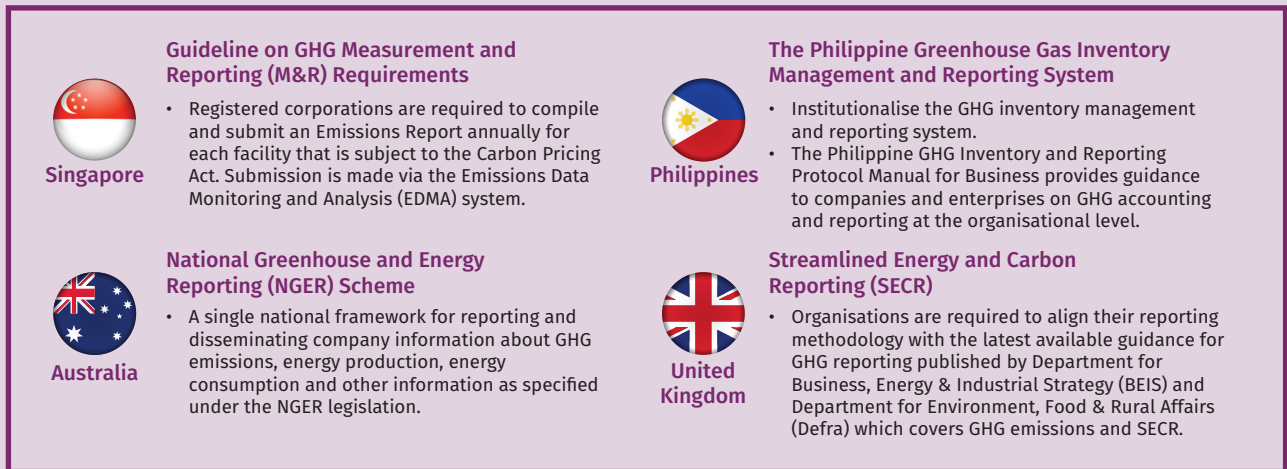 Guideline on GHG Measurement and
Reporting (M&R) Requirements
• Registered corporations are required to compile
and submit an Emissions Report annually for
each facility that is subject to the Carbon Pricing
Act. Submission is made via the Emissions Data
Monitoring and Analysis (EDMA) system.
Singapore
The Philippine Greenhouse Gas Inventory
Management and Reporting System
• Institutionalise the GHG inventory management
and reporting system.
• The Philippine GHG Inventory and Reporting
Protocol Manual for Business provides guidance
to companies and enterprises on GHG accounting
and reporting at the organisational level.
Philippines
National Greenhouse and Energy
Reporting (NGER) Scheme
• A single national framework for reporting and
disseminating company information about GHG
emissions, energy production, energy
consumption and other information as specified
under the NGER legislation.
Australia
Streamlined Energy and Carbon
Reporting (SECR)
• Organisations are required to align their reporting
methodology with the latest available guidance for
GHG reporting published by Department for
Business, Energy & Industrial Strategy (BEIS) and
Department for Environment, Food & Rural Affairs
(Defra) which covers GHG emissions and SECR.
United
Kingdom